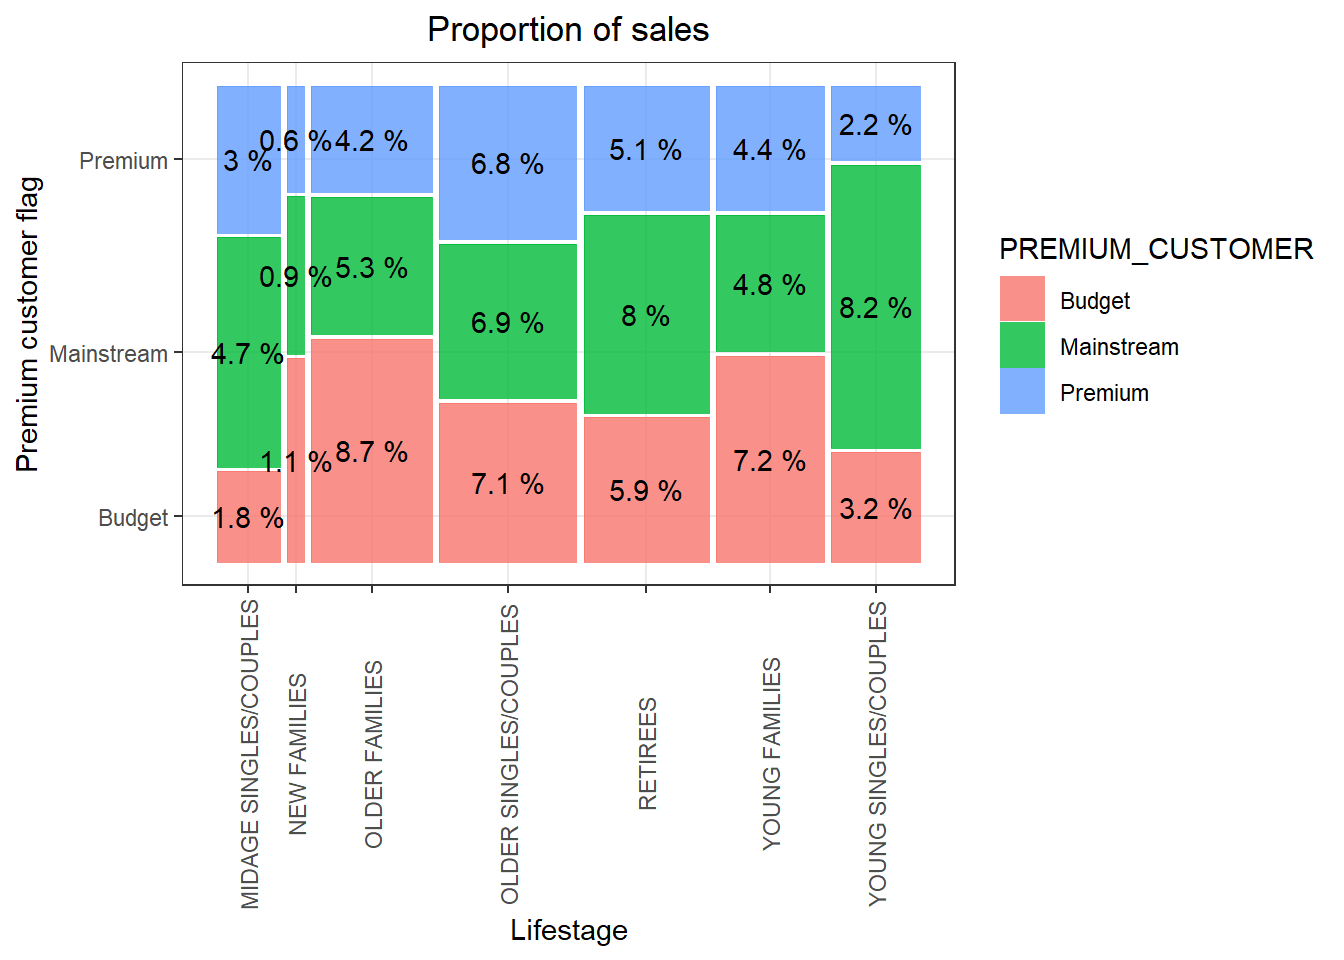 Proportion of sales
Premium customer flag
Premium
Mainstream
Budget
3 %
0.6 %
4.2 %
6.8 %
5.1 %
4.4 %
2.2 %
4.7 %
0.9 %
5.3 %
6.9 %
8 %
4.8 %
8.2 %
1.8 %
1.1 %
8.7 %
7.1 %
5.9 %
7.2 %
3.2 %
MIDAGE SINGLES/COUPLES
NEW FAMILIES
OLDER FAMILIES
OLDER SINGLES/COUPLES
RETIREES
YOUNG FAMILIES
YOUNG SINGLES/COUPLES
Lifestage
PREMIUM_CUSTOMER
Budget
Mainstream
Premium